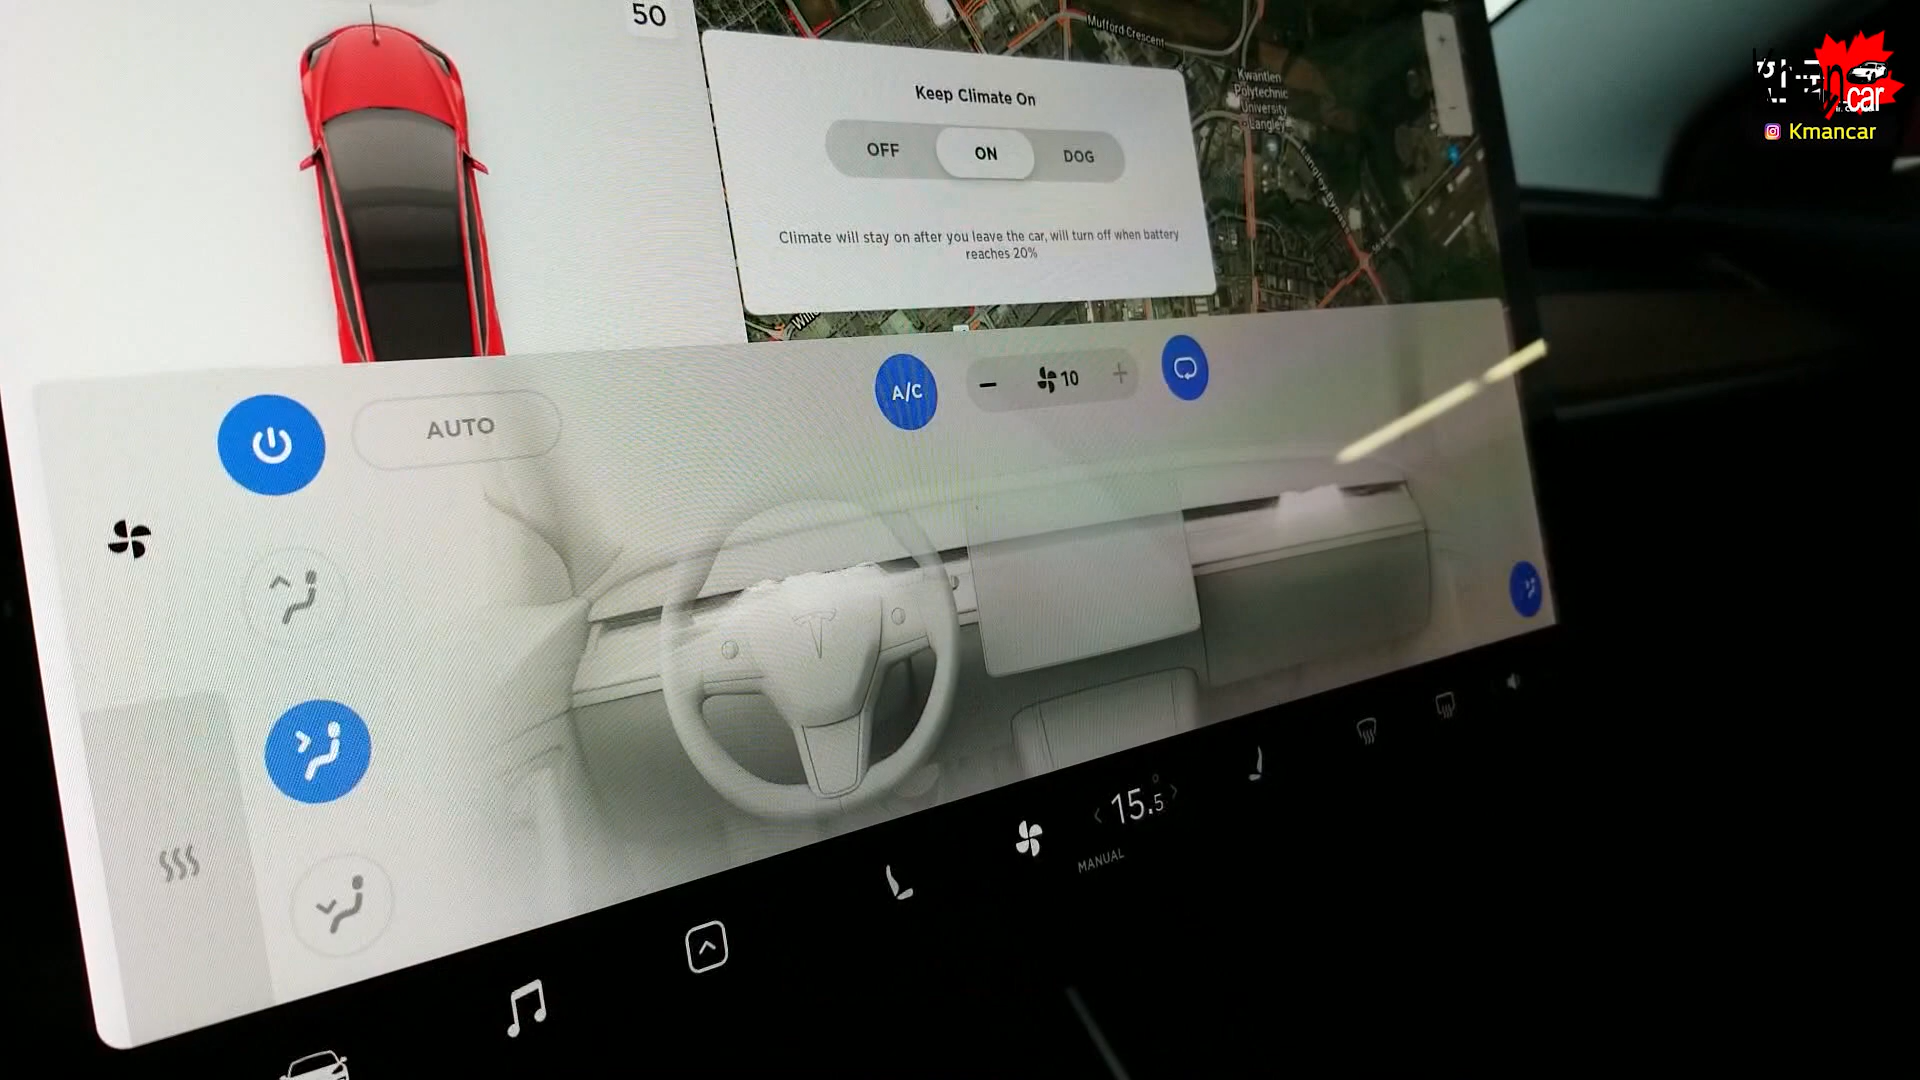 50
Mufford Crescent
Kwantlen
Polytechnic
University
Langley
Keep Climate On
OFF
ON
DOG
Climate will stay on after you leave the car, will turn off when battery
reaches 20%
car
Kmancar
AUTO
A/C
10
15.5°
MANUAL